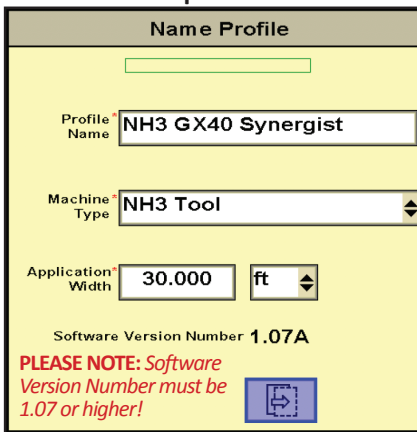 Name Profile
Profile*
Name
NH3 GX40 Synergist
Machine*
Type
NH3 Tool
Application*
Width
30.000
ft
Software Version Number 1.07A
PLEASE NOTE: Software
Version Number must be
1.07 or higher!